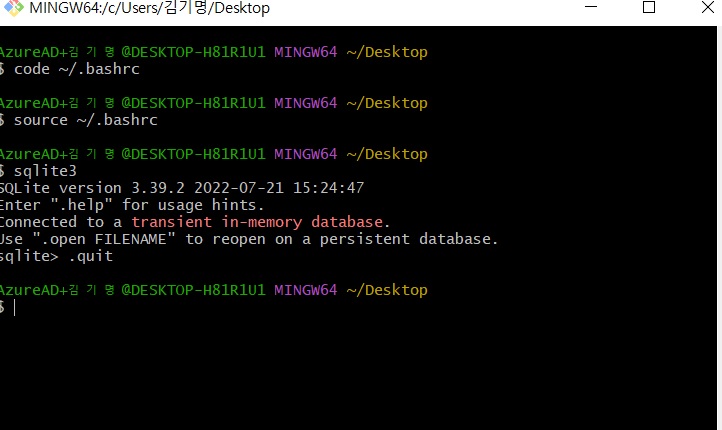 MINGW64:/c/Users/김기명/Desktop
AzureAD+김기명@DESKTOP-H81R1U1 MINGW64 ~/Desktop
$ code ~/.bashrc
AzureAD+김기명@DESKTOP-H81R1U1 MINGW64 ~/Desktop
$ source ~/.bashrc
AzureAD+김기명@DESKTOP-H81R1U1 MINGW64 ~/Desktop
$ sqlite3
SQLite version 3.39.2 2022-07-21 15:24:47
Enter ".help" for usage hints.
Connected to a transient in-memory database.
Use ".open FILENAME" to reopen on a persistent database.
sqlite> .quit
AzureAD+김기명@DESKTOP-H81R1U1 MINGW64 ~/Desktop
$